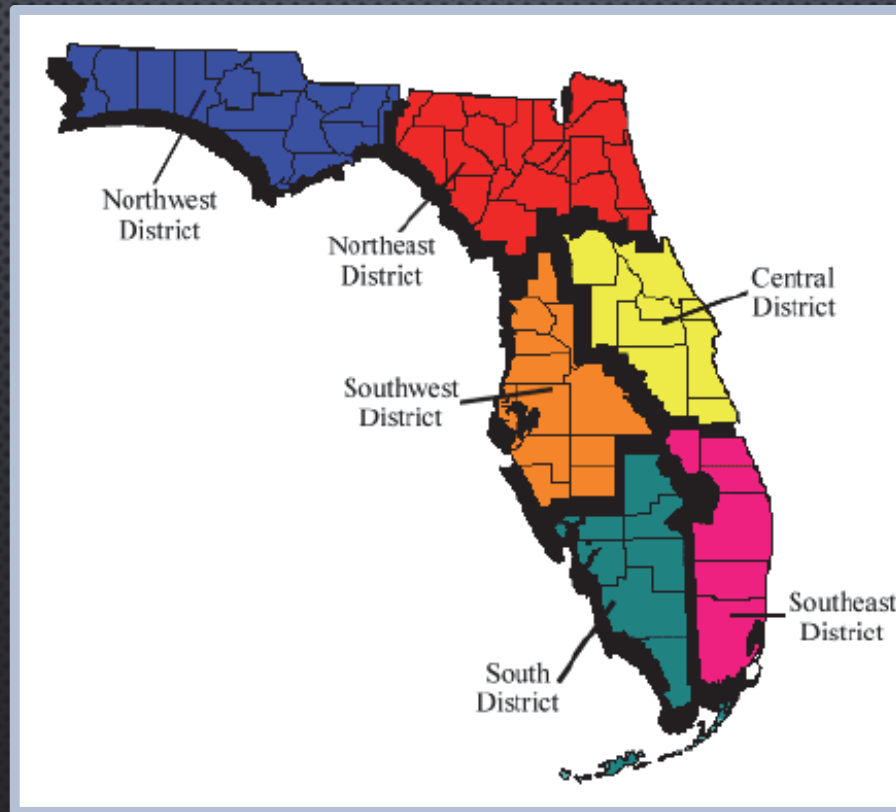 Northwest
District
Northeast
District
Central
District
Southwest
District
Southeast
District
South
District